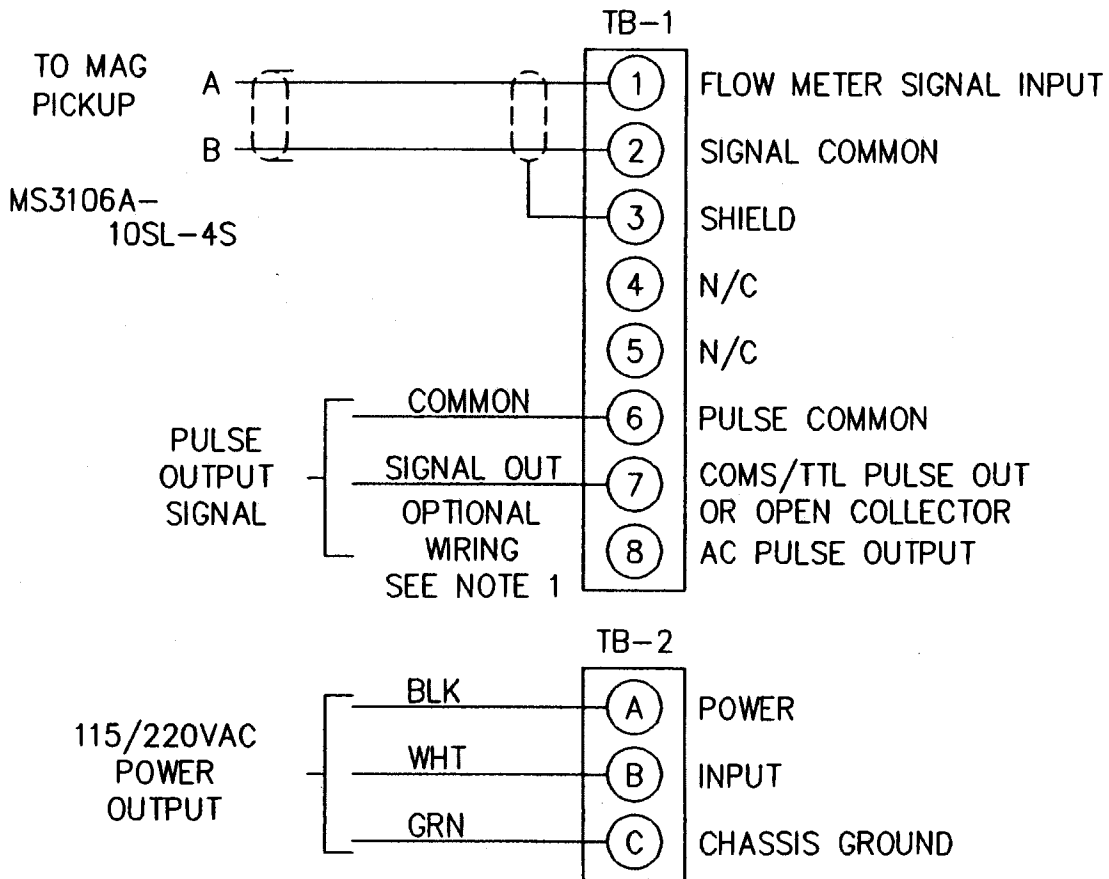 TB-1
TO MAG
PICKUP
A
1
FLOW METER SIGNAL INPUT
B
2
SIGNAL COMMON
MS3106A-
10SL-4S
3
SHIELD
4
N/C
5
N/C
PULSE
OUTPUT
SIGNAL
COMMON
6
PULSE COMMON
SIGNAL OUT
7
COMS/TTL PULSE OUT
OR OPEN COLLECTOR
OPTIONAL
WIRING
SEE NOTE 1
8
AC PULSE OUTPUT
TB-2
115/220VAC
POWER
OUTPUT
BLK
A
POWER
WHT
B
INPUT
GRN
C
CHASSIS GROUND